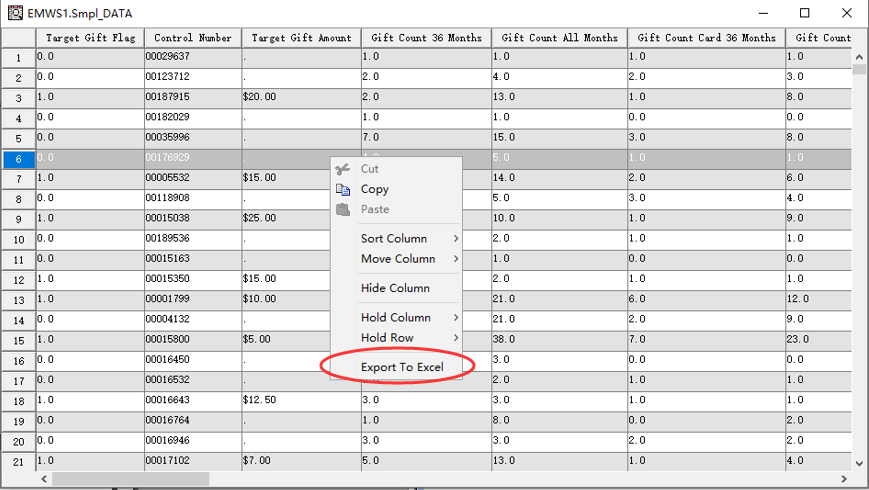 EMWS1.Smpl_DATA
Target Gift Flag Control Number Target Gift Amount Gift Count 36 Months Gift Count All Months Gift Count Card 36 Months Gift Count
1 0.0 00029637 . 1.0 1.0 1.0 1.0
2 0.0 00123712 . 2.0 4.0 2.0 3.0
3 1.0 00187915 $20.00 2.0 13.0 1.0 8.0
4 0.0 00182029 . 1.0 1.0 0.0 0.0
5 0.0 00035996 . 7.0 15.0 3.0 8.0
6 0.0 00176929 . 5.0 1.0 1.0
7 1.0 00005532 $15.00 14.0 2.0 6.0
8 0.0 00118908 . 5.0 3.0 4.0
9 1.0 00015038 $25.00 10.0 1.0 9.0
10 0.0 00189536 . 2.0 1.0 1.0
11 0.0 00015163 . 1.0 0.0 0.0
12 1.0 00015350 $15.00 2.0 1.0 1.0
13 1.0 00001799 $10.00 21.0 6.0 12.0
14 0.0 00004132 . 21.0 2.0 9.0
15 1.0 00015800 $5.00 38.0 7.0 23.0
16 0.0 00016450 . 3.0 0.0 0.0
17 0.0 00016532 . 2.0 1.0 1.0
18 1.0 00016643 $12.50 3.0 3.0 1.0 1.0
19 0.0 00016764 . 1.0 8.0 0.0 2.0
20 0.0 00016946 . 3.0 3.0 2.0 2.0
21 1.0 00017102 $7.00 5.0 13.0 1.0 4.0
Cut
Copy
Paste
Sort Column
Move Column
Hide Column
Hold Column
Hold Row
Export To Excel